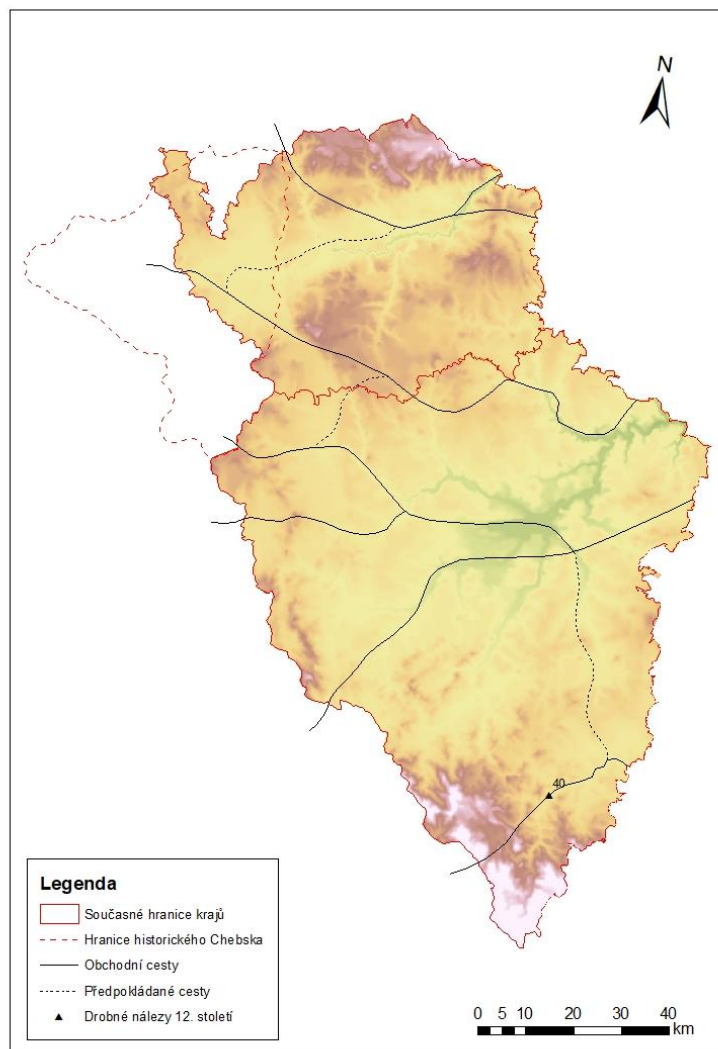 N
40
Legenda
Současné hranice krajů
Hranice historického Chebska
Obchodní cesty
Předpokládané cesty
Drobné nálezy 12. století
0 5 10 20 30 40
km